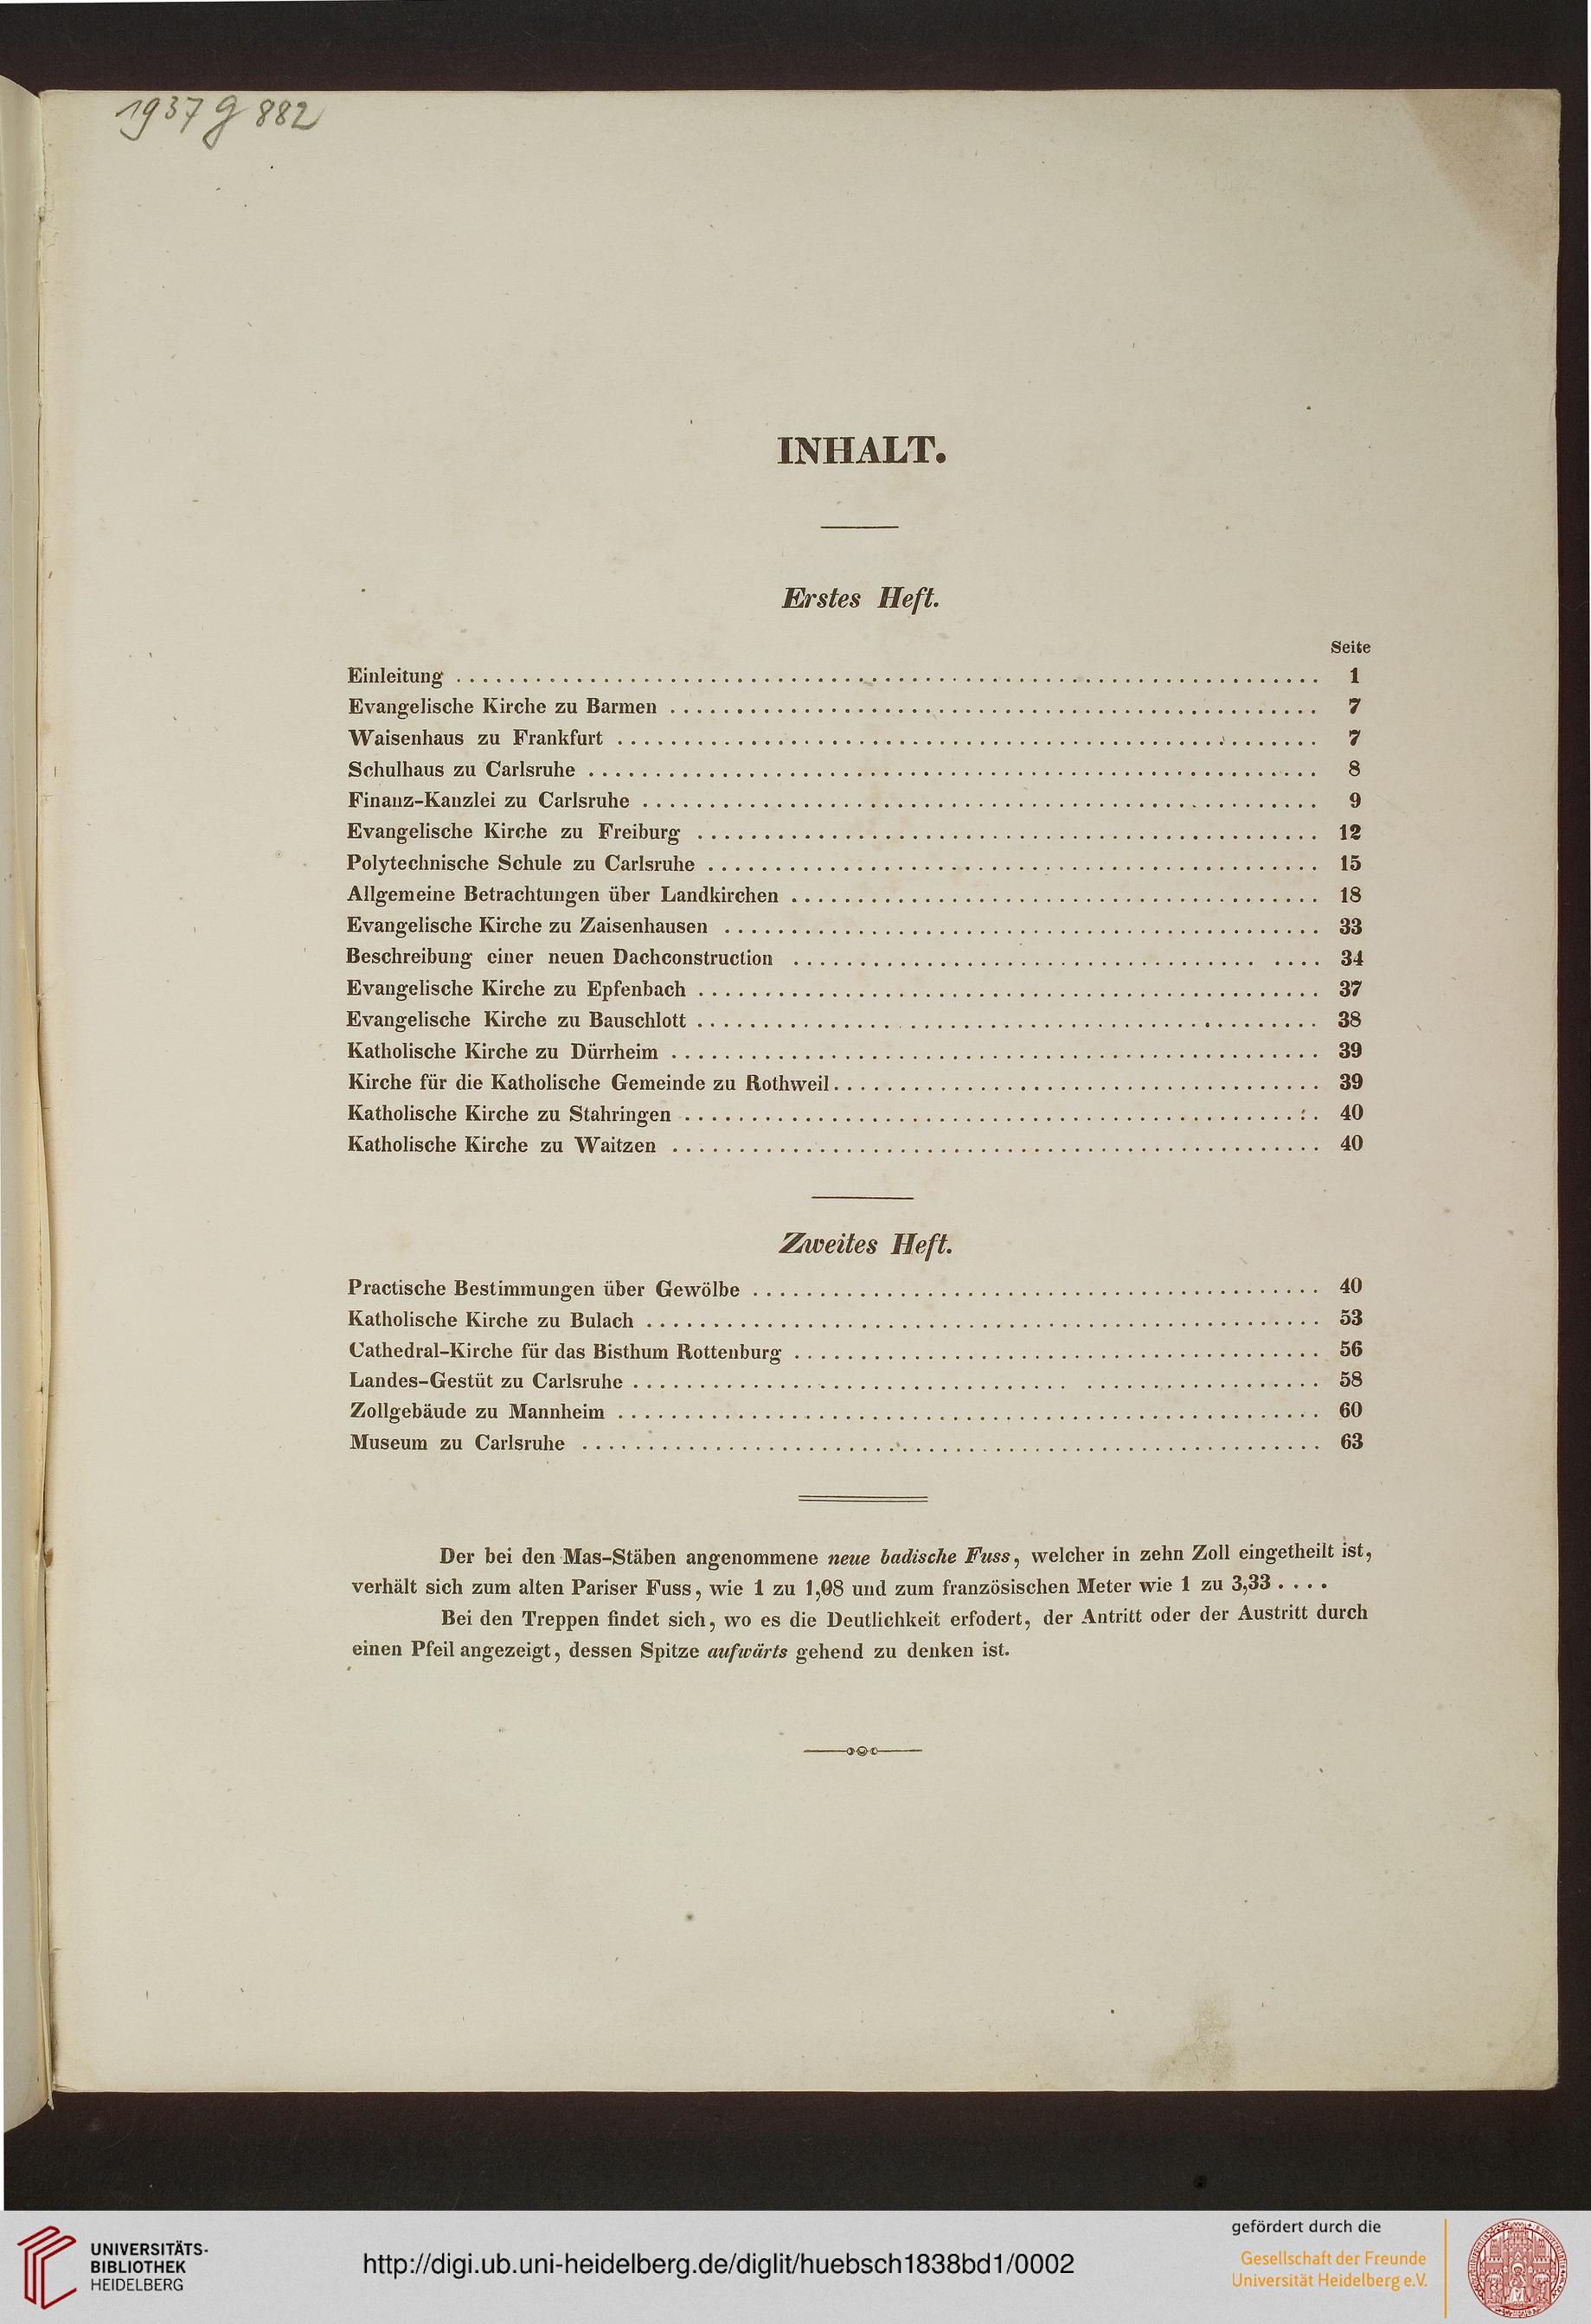 1937 g 882
INHALT.
Erstes Heft.
Seite
Einleitung . . . . . . . . . . 1
Evangelische Kirche zu Barmen . . . . . . . . . . 7
Waisenhaus zu Frankfurt . . . . . . . . . . 7
Schulhaus zu Carlsruhe . . . . . . . . . . 8
Finanz-Kanzlei zu Carlsruhe . . . . . . . . . . 9
Evangelische Kirche zu Freiburg . . . . . . . . . . 12
Polytechnische Schule zu Carlsruhe . . . . . . . . . . 15
Allgemeine Betrachtungen über Landkirchen . . . . . . . . . . 18
Evangelische Kirche zu Zaisenhausen . . . . . . . . . . 33
Beschreibung einer neuen Dachconstruction . . . . . . . . . . 34
Evangelische Kirche zu Epfenbach . . . . . . . . . . 37
Evangelische Kirche zu Bauschlott . . . . . . . . . . 38
Katholische Kirche zu Dürrheim . . . . . . . . . . 39
Kirche für die Katholische Gemeinde zu Rothweil . . . . . . . . . . 39
Katholische Kirche zu Stahringen . . . . . . . . . . 40
Katholische Kirche zu Waitzen . . . . . . . . . . 40
Zweites Heft.
Practische Bestimmungen über Gewölbe . . . . . . . . . . 40
Katholische Kirche zu Bulach . . . . . . . . . . 53
Cathedral-Kirche für das Bisthum Rottenburg . . . . . . . . . . 56
Landes-Gestüt zu Carlsruhe . . . . . . . . . . 58
Zollgebäude zu Mannheim . . . . . . . . . . 60
Museum zu Carlsruhe . . . . . . . . . . 63
Der bei den Mas-Stäben angenommene neue badische Fuss, welcher in zehn Zoll eingetheilt ist,
verhält sich zum alten Pariser Fuss, wie 1 zu 1,08 und zum französischen Meter wie 1 zu 3,33 . . . .
Bei den Treppen findet sich, wo es die Deutlichkeit erfodert, der Antritt oder der Austritt durch
einen Pfeil angezeigt, dessen Spitze aufwärts gehend zu denken ist.
UNIVERSITÄTS-
BIBLIOTHEK
HEIDELBERG
http://digi.ub.uni-heidelberg.de/diglit/huebsch1838bd1/0002
gefördert durch die
Gesellschaft der Freunde
Universität Heidelberg e.V.